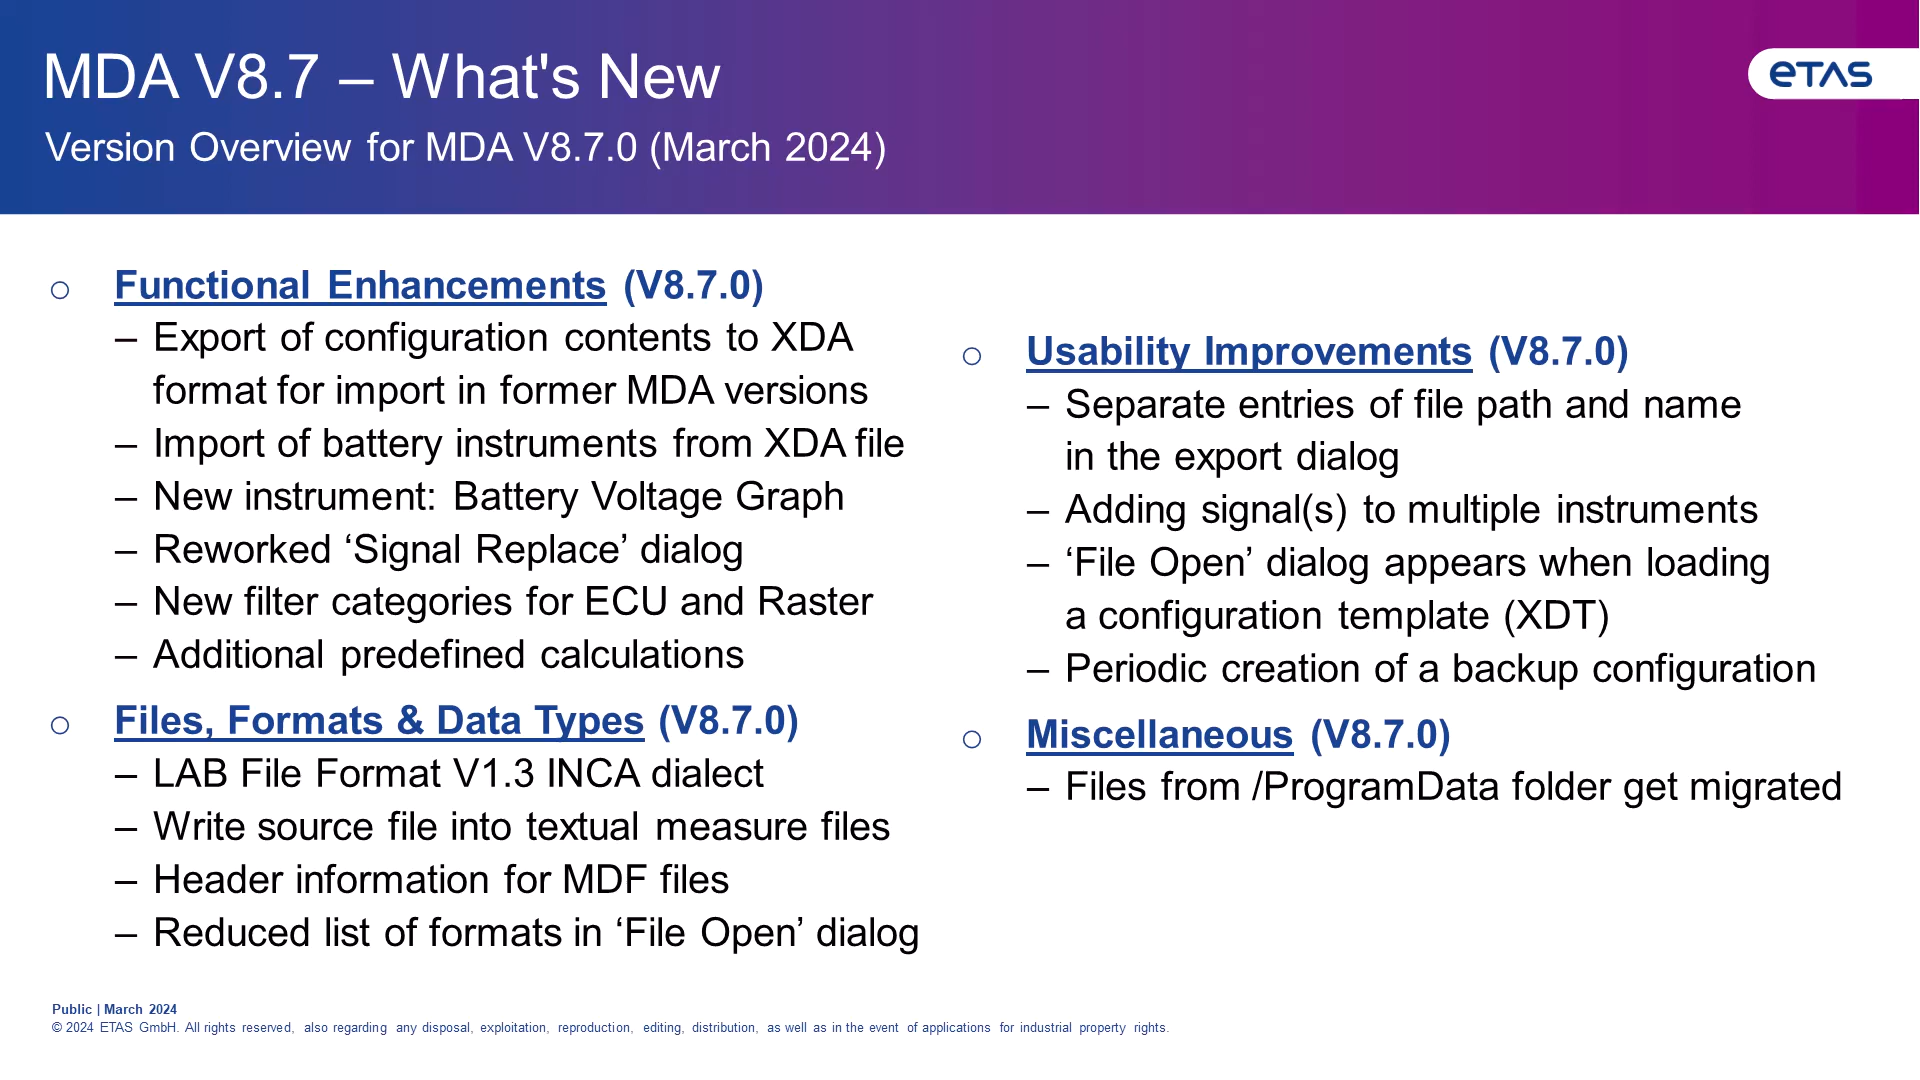 MDA V8.7 – What's New
Version Overview for MDA V8.7.0 (March 2024)
eTAS
o Functional Enhancements (V8.7.0)
– Export of configuration contents to XDA
format for import in former MDA versions
– Import of battery instruments from XDA file
– New instrument: Battery Voltage Graph
– Reworked ‘Signal Replace’ dialog
– New filter categories for ECU and Raster
– Additional predefined calculations
o Files, Formats & Data Types (V8.7.0)
– LAB File Format V1.3 INCA dialect
– Write source file into textual measure files
– Header information for MDF files
– Reduced list of formats in ‘File Open’ dialog
o Usability Improvements (V8.7.0)
– Separate entries of file path and name
in the export dialog
– Adding signal(s) to multiple instruments
– ‘File Open’ dialog appears when loading
a configuration template (XDT)
– Periodic creation of a backup configuration
o Miscellaneous (V8.7.0)
– Files from /ProgramData folder get migrated
Public | March 2024
© 2024 ETAS GmbH. All rights reserved, also regarding any disposal, exploitation, reproduction, editing, distribution, as well as in the event of applications for industrial property rights.